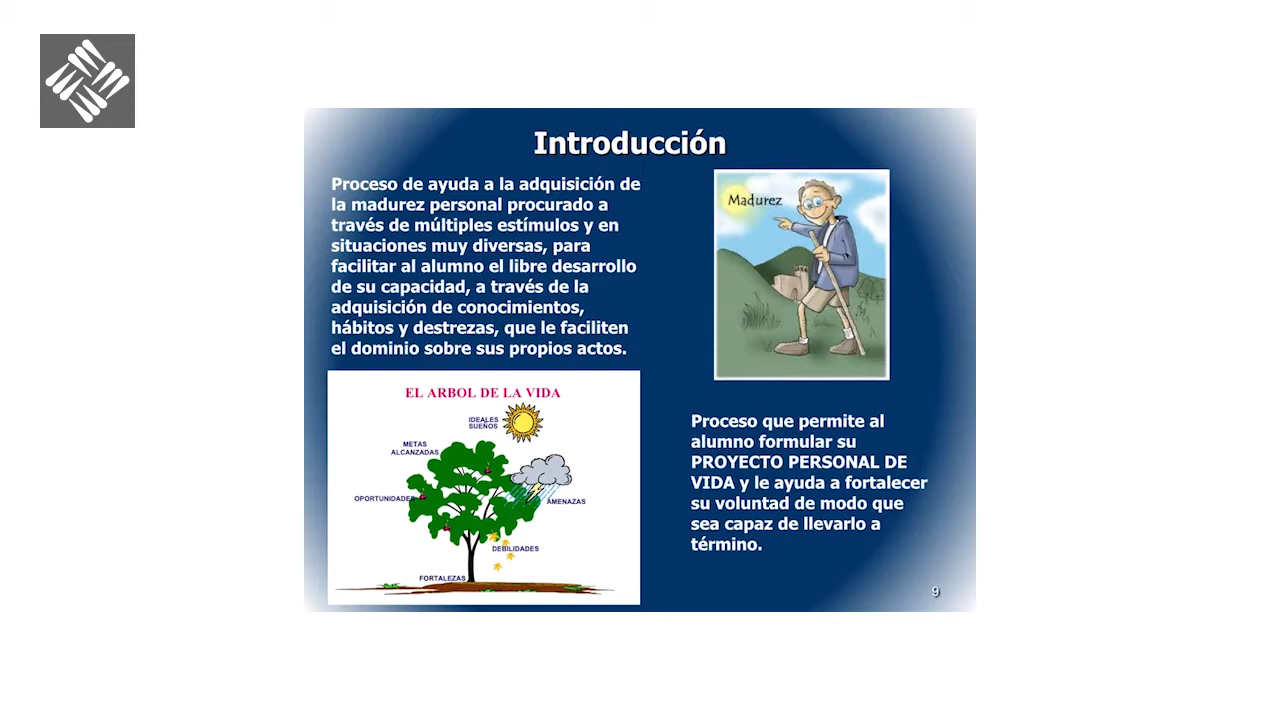 Introducción
Proceso de ayuda a la adquisición de
la madurez personal procurado a
través de múltiples estímulos y en
situaciones muy diversas, para
facilitar al alumno el libre desarrollo
de su capacidad, a través de la
adquisición de conocimientos,
hábitos y destrezas, que le faciliten
el dominio sobre sus propios actos.
Madurez
EL ARBOL DE LA VIDA
IDEALES
SUEÑOS
METAS
ALCANZADAS
OPORTUNIDADES
AMENAZAS
DEBILIDADES
FORTALEZAS
Proceso que permite al
alumno formular su
PROYECTO PERSONAL DE
VIDA y le ayuda a fortalecer
su voluntad de modo que
sea capaz de llevarlo a
término.
9